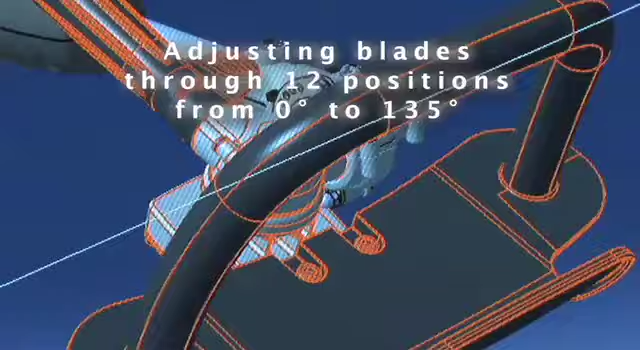 Adjusting blades
through 12 positions
from 0° to 135°